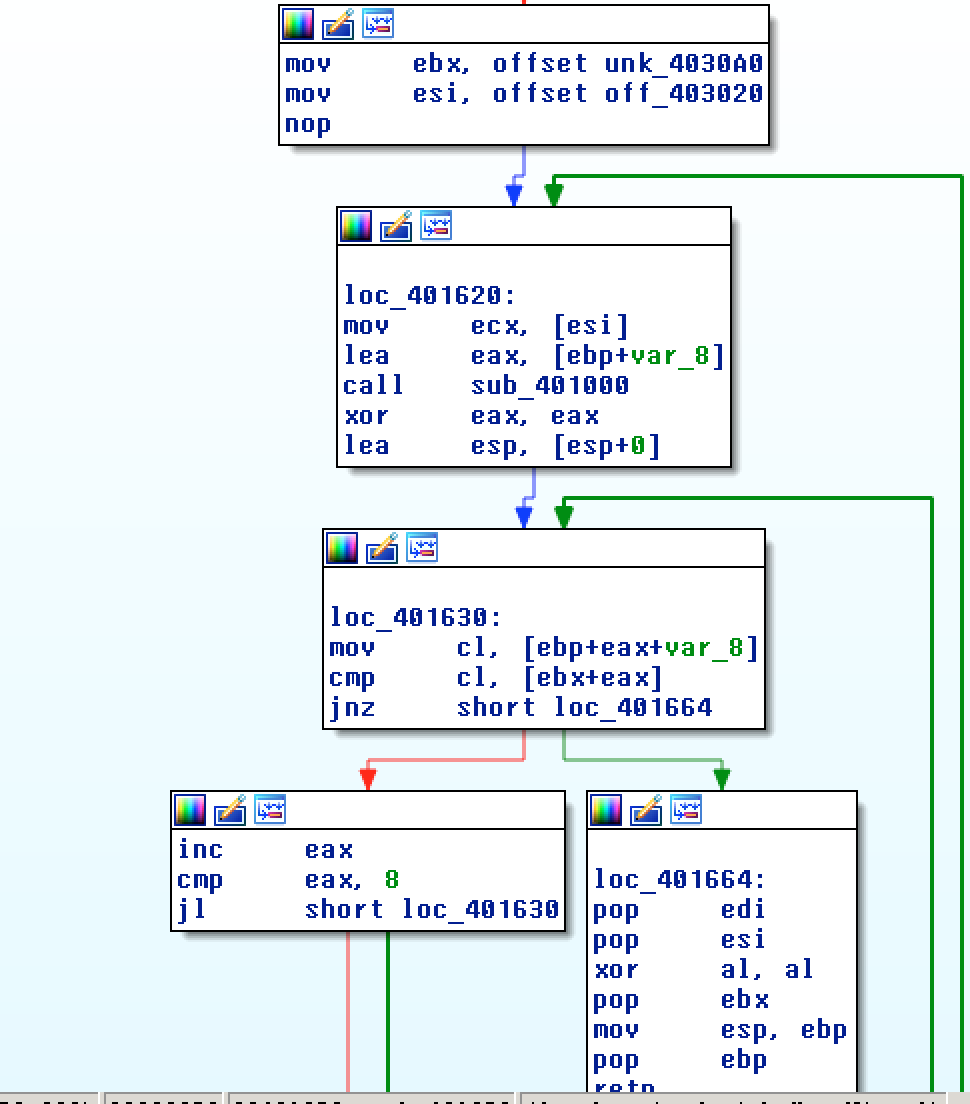 mov ebx, offset unk_4030A0
mov esi, offset off_403020
nop
loc_401620:
mov ecx, [esi]
lea eax, [ebp+var_8]
call sub_401000
xor eax, eax
lea esp, [esp+0]
loc_401630:
mov cl, [ebp+eax+var_8]
cmp cl, [ebx+eax]
jnz short loc_401664
inc eax
cmp eax, 8
jl short loc_401630
loc_401664:
pop edi
pop esi
xor al, al
pop ebx
mov esp, ebp
pop ebp
retn